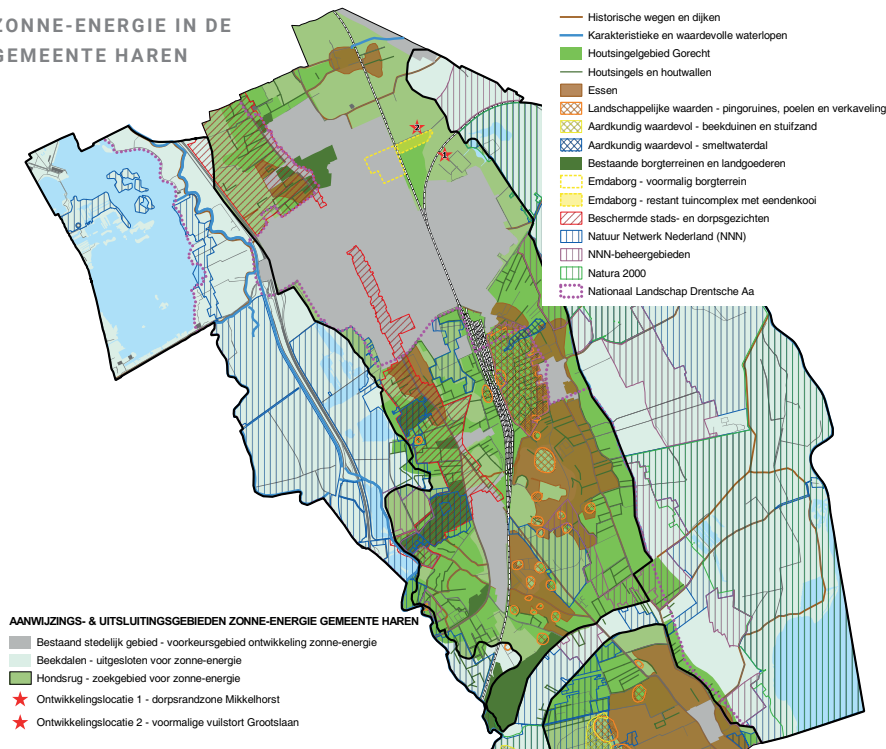 ZONNE-ENERGIE IN DE
GEMEENTE HAREN
Historische wegen en dijken
Karakteristieke en waardevolle waterlopen
Houtsingelgebied Gorecht
Houtsingels en houtwallen
Essen
Landschappelijke waarden - pingoruines, poelen en verkaveling
Aardkundig waardevol - beekduinen en stuifzand
Aardkundig waardevol - smeltwaterdal
Bestaande borgterreinen en landgoederen
Emdaborg - voormalig borgterrein
Emdaborg - restant tuincomplex met eendenkooi
Beschermde stads- en dorpsgezichten
Natuur Netwerk Nederland (NNN)
NNN-beheergebieden
Natura 2000
Nationaal Landschap Drentsche Aa
2
1
AANWIJZINGS- & UITSLUITINGSGEBIEDEN ZONNE-ENERGIE GEMEENTE HAREN
Bestaand stedelijk gebied - voorkeursgebied ontwikkeling zonne-energie
Beekdalen - uitgesloten voor zonne-energie
Hondsrug - zoekgebied voor zonne-energie
Ontwikkelingslocatie 1 - dorpsrandzone Mikkelhorst
Ontwikkelingslocatie 2 - voormalige vuilstort Grootslaan